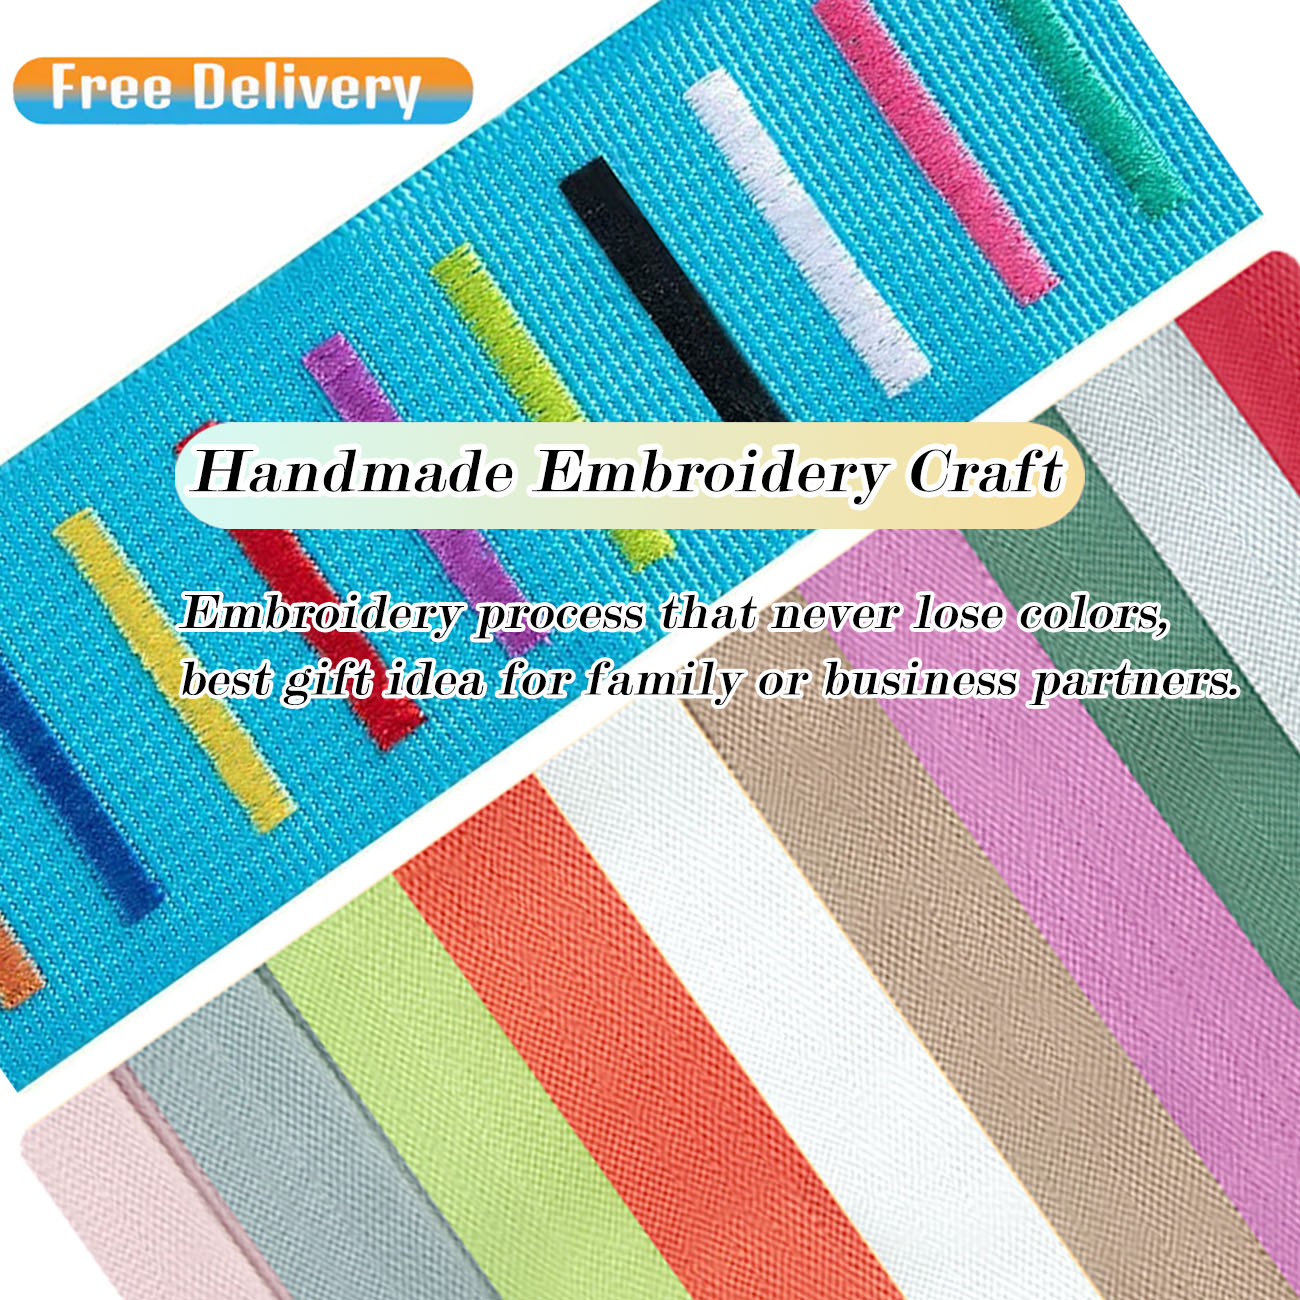 Free Delivery
Handmade Embroidery Craft
Embroidery process that never lose colors,
best gift idea for family or business partners.